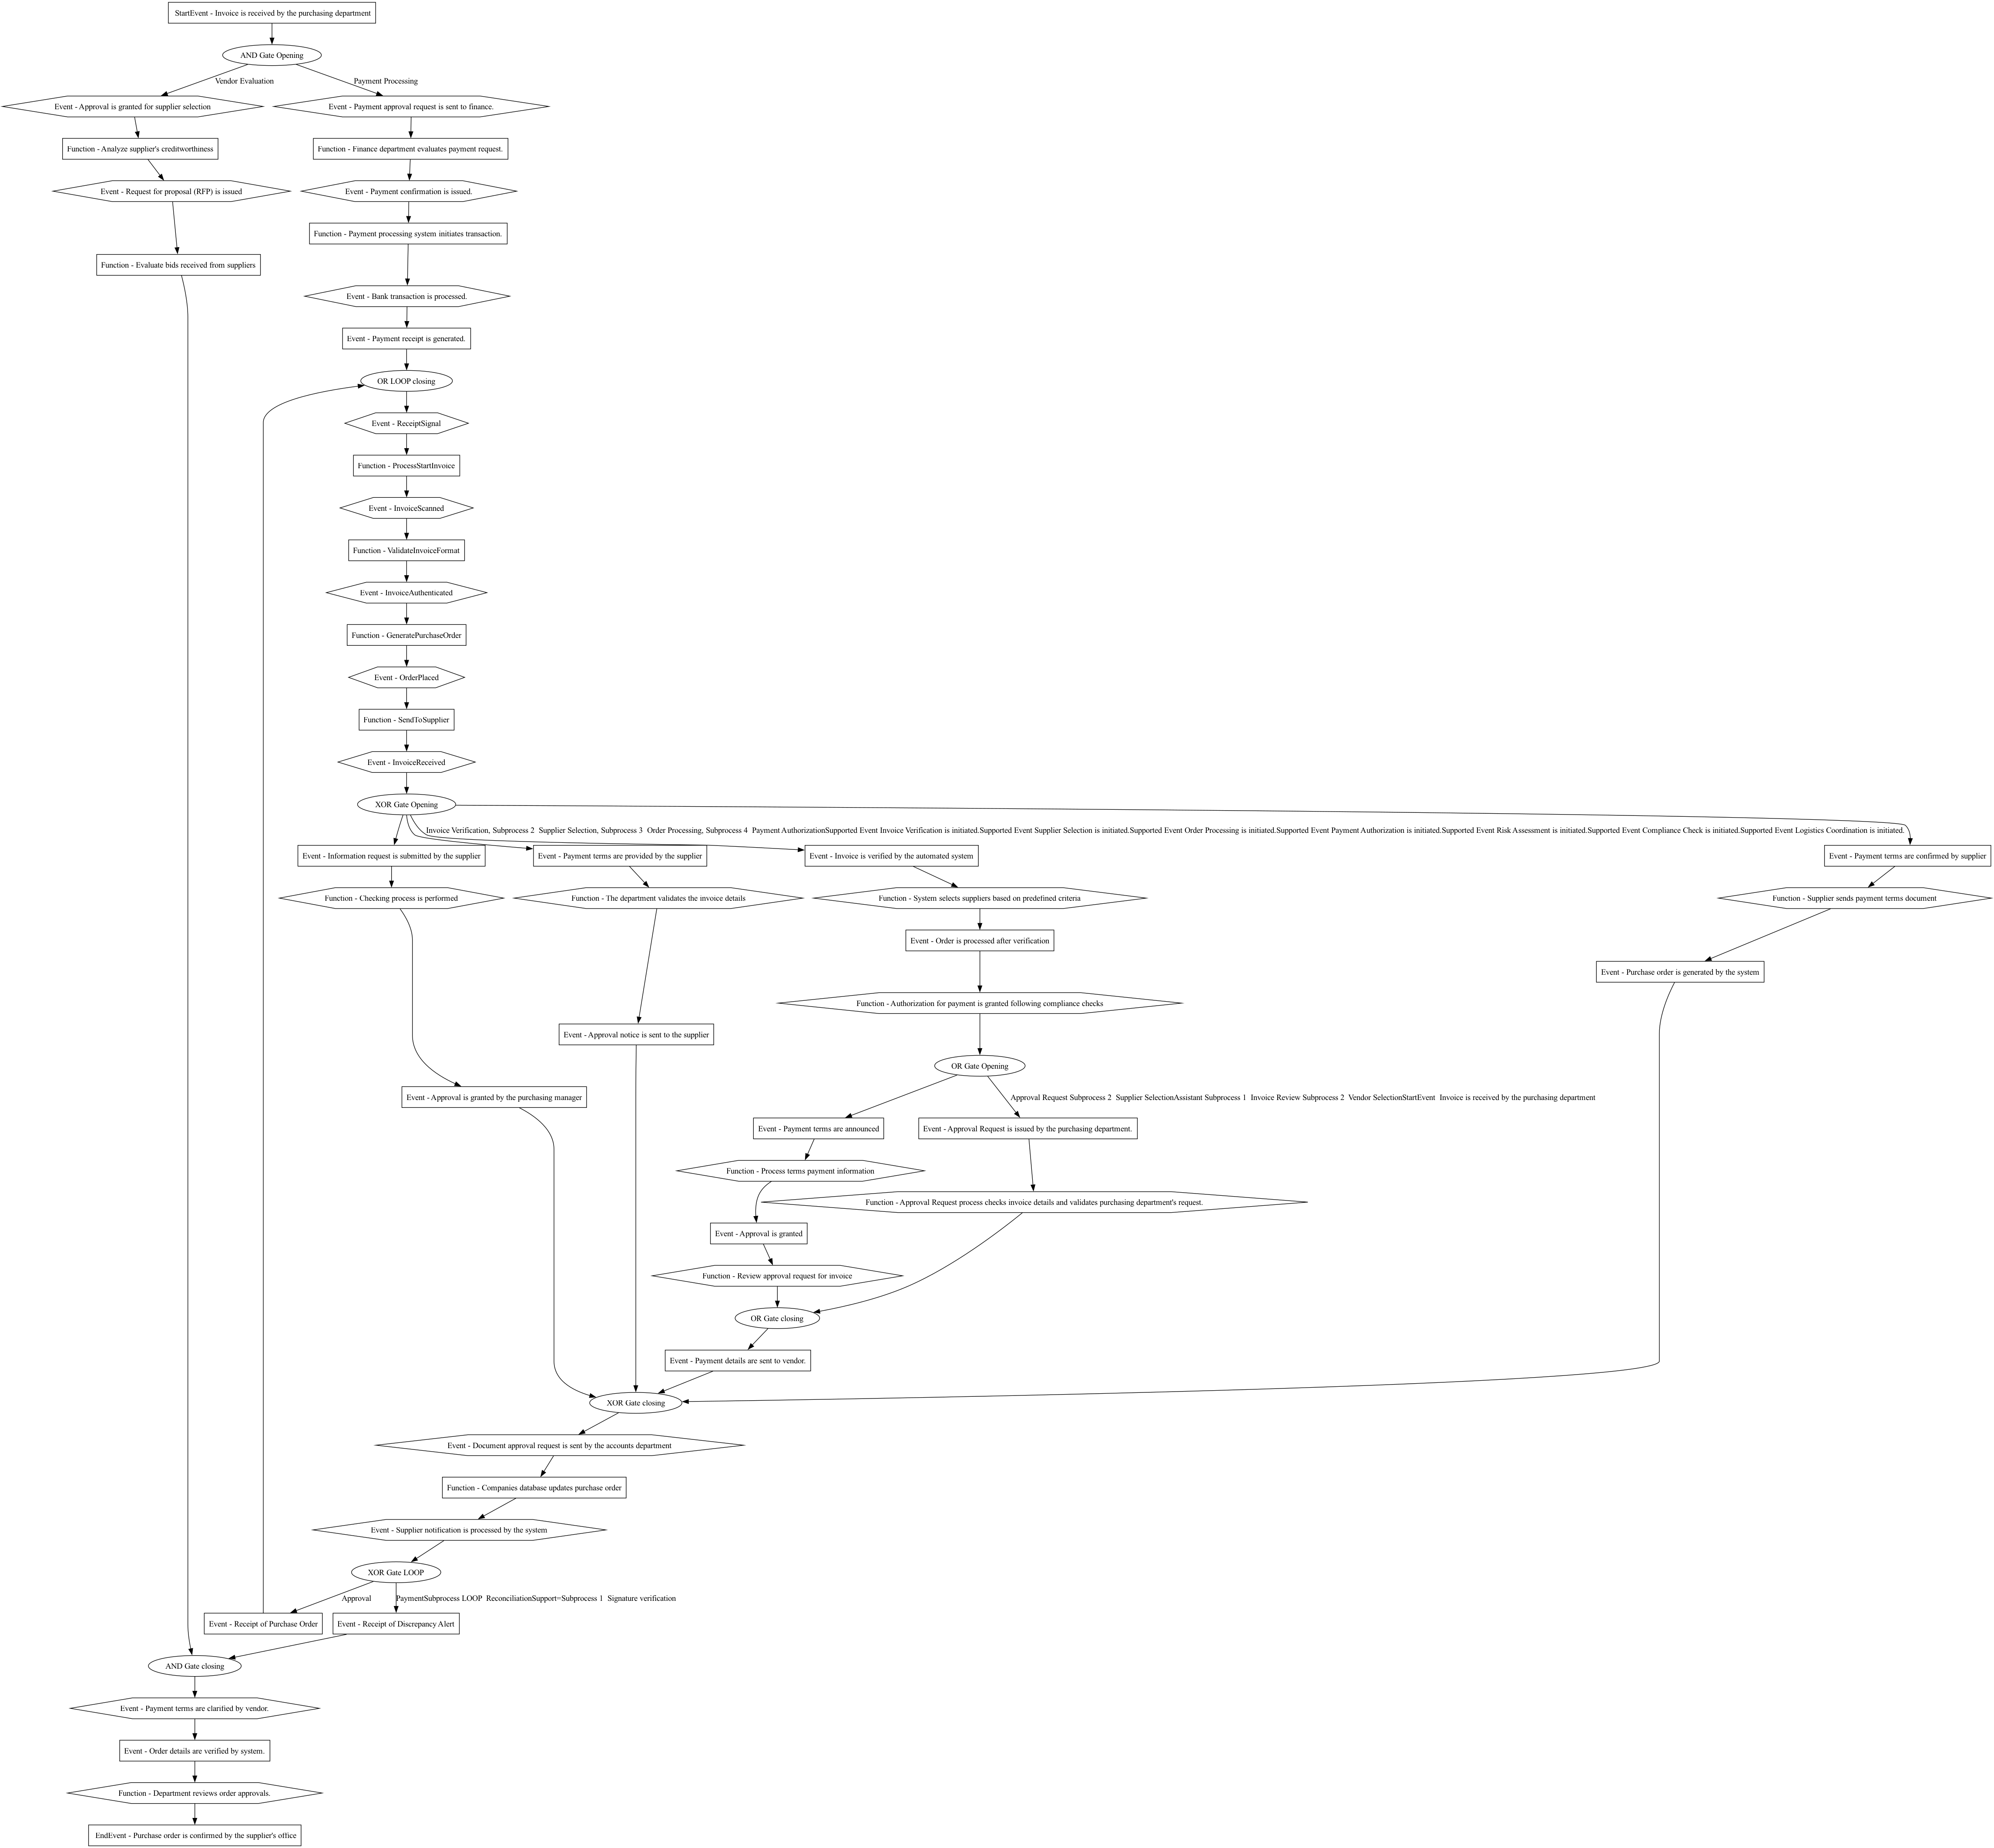 StartEvent - Invoice is received by the purchasing department
AND Gate Opening
Vendor Evaluation
Payment Processing
Event - Approval is granted for supplier selection
Event - Payment approval request is sent to finance.
Function - Analyze supplier's creditworthiness
Function - Finance department evaluates payment request.
Event - Request for proposal (RFP) is issued
Event - Payment confirmation is issued.
Function - Payment processing system initiates transaction.
Function - Evaluate bids received from suppliers
Event - Bank transaction is processed.
Event - Payment receipt is generated.
OR LOOP closing
Event - ReceiptSignal
Function - ProcessStartInvoice
Event - InvoiceScanned
Function - ValidateInvoiceFormat
Event - InvoiceAuthenticated
Function - GeneratePurchaseOrder
Event - OrderPlaced
Function - SendToSupplier
Event - InvoiceReceived
XOR Gate Opening
Invoice Verification, Subprocess 2  Supplier Selection, Subprocess 3  Order Processing, Subprocess 4  Payment AuthorizationSupported Event Invoice Verification is initiated.Supported Event Supplier Selection is initiated.Supported Event Order Processing is initiated.Supported Event Payment Authorization is initiated.Supported Event Risk Assessment is initiated.Supported Event Compliance Check is initiated.Supported Event Logistics Coordination is initiated.
Event - Information request is submitted by the supplier
Event - Payment terms are provided by the supplier
Event - Invoice is verified by the automated system
Event - Payment terms are confirmed by supplier
Function - Checking process is performed
Function - The department validates the invoice details
Function - System selects suppliers based on predefined criteria
Function - Supplier sends payment terms document
Event - Order is processed after verification
Event - Purchase order is generated by the system
Function - Authorization for payment is granted following compliance checks
Event - Approval notice is sent to the supplier
OR Gate Opening
Event - Approval is granted by the purchasing manager
Approval Request Subprocess 2  Supplier SelectionAssistant Subprocess 1  Invoice Review Subprocess 2  Vendor SelectionStartEvent  Invoice is received by the purchasing department
Event - Payment terms are announced
Event - Approval Request is issued by the purchasing department.
Function - Process terms payment information
Function - Approval Request process checks invoice details and validates purchasing department's request.
Event - Approval is granted
Function - Review approval request for invoice
OR Gate closing
Event - Payment details are sent to vendor.
XOR Gate closing
Event - Document approval request is sent by the accounts department
Function - Companies database updates purchase order
Event - Supplier notification is processed by the system
XOR Gate LOOP
Approval
PaymentSubprocess LOOP  ReconciliationSupport=Subprocess 1  Signature verification
Event - Receipt of Purchase Order
Event - Receipt of Discrepancy Alert
AND Gate closing
Event - Payment terms are clarified by vendor.
Event - Order details are verified by system.
Function - Department reviews order approvals.
EndEvent - Purchase order is confirmed by the supplier's office